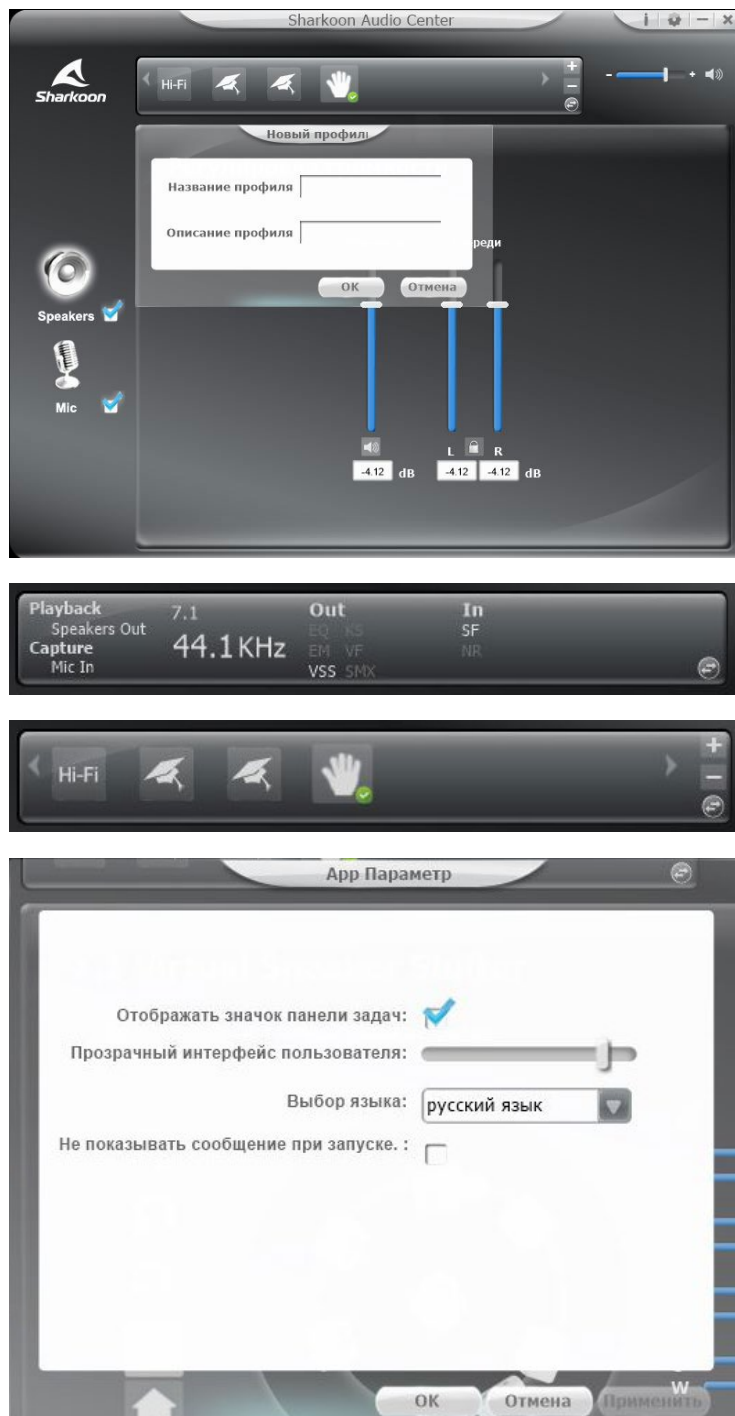 Sharkoon Audio Center
Sharkoon
Hi-Fi
Новый профиль
Название профиля
Описание профиля
реди
OK
Отмена
Speakers
Mic
L R
-4.12 dB -4.12 -4.12 dB
Playback 7.1 Out In
Speakers Out EQ KS SF
Capture 44.1KHz EM VF NR
Mic In VSS SMX
Hi-Fi
App Параметр
Отображать значок панели задач:
Прозрачный интерфейс пользователя:
Выбор языка: русский язык
Не показывать сообщение при запуске. :
W
OK Отмена Применить